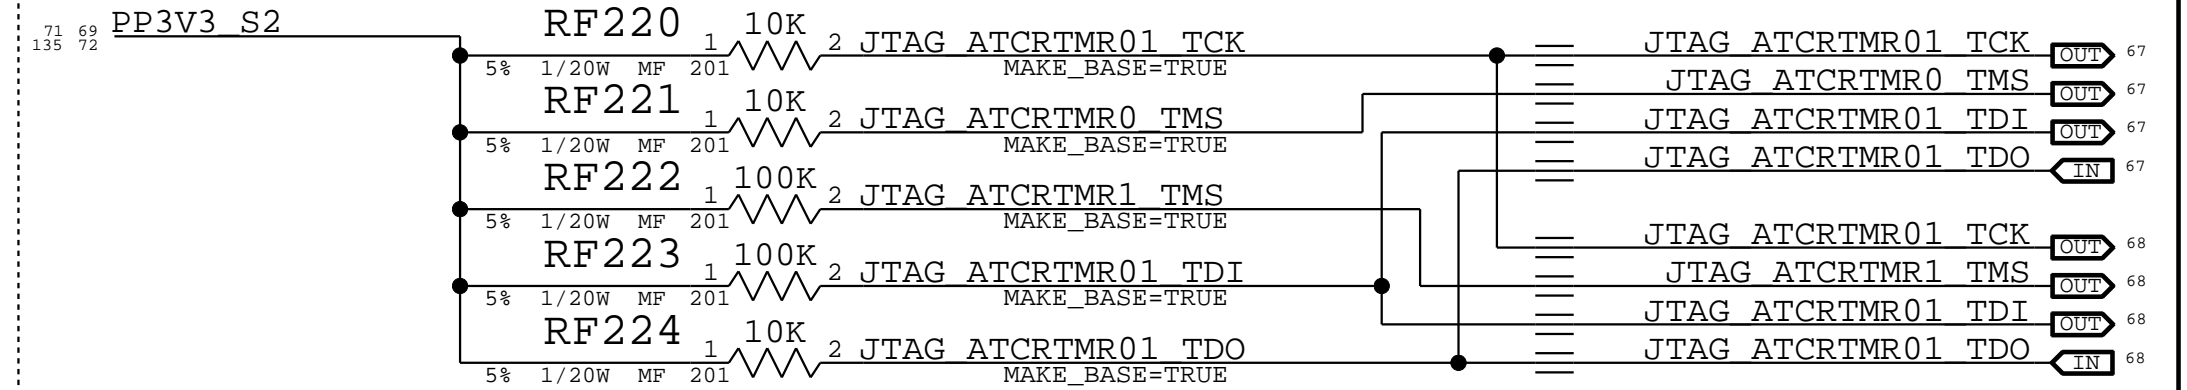 71 69 PP3V3_S2
135 72
RF220 10K
1 2 JTAG_ATCRTMR01_TCK JTAG_ATCRTMR01_TCK OUT 67
5% 1/20W MF 201 MAKE_BASE=TRUE
JTAG_ATCRTMR0_TMS OUT 67
RF221 10K
1 2 JTAG_ATCRTMR0_TMS JTAG_ATCRTMR01_TDI OUT 67
5% 1/20W MF 201 MAKE_BASE=TRUE
JTAG_ATCRTMR01_TDO IN 67
RF222 100K
1 2 JTAG_ATCRTMR1_TMS
5% 1/20W MF 201 MAKE_BASE=TRUE
JTAG_ATCRTMR01_TCK OUT 68
RF223 100K
1 2 JTAG_ATCRTMR01_TDI JTAG_ATCRTMR1_TMS OUT 68
5% 1/20W MF 201 MAKE_BASE=TRUE
JTAG_ATCRTMR01_TDI OUT 68
RF224 10K
1 2 JTAG_ATCRTMR01_TDO JTAG_ATCRTMR01_TDO IN 68
5% 1/20W MF 201 MAKE_BASE=TRUE